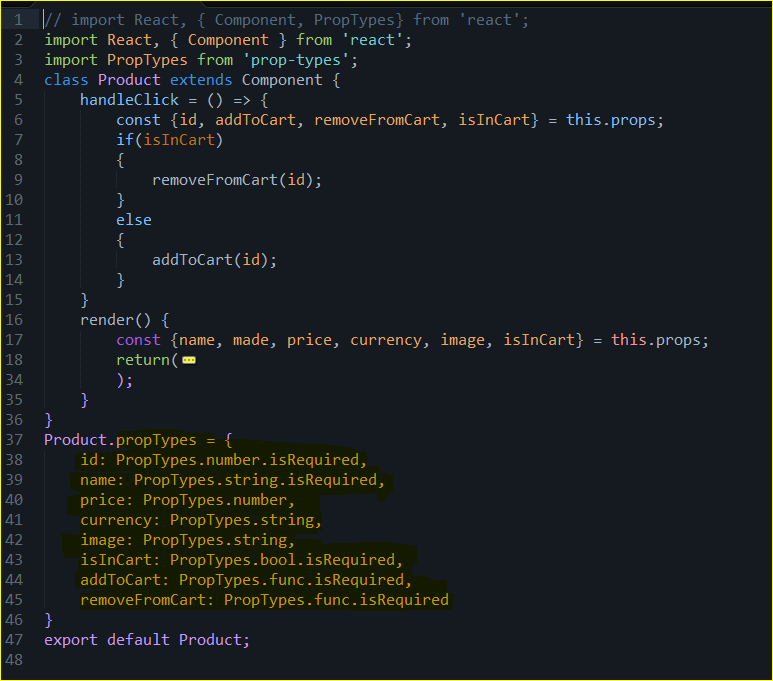 1 // import React, { Component, PropTypes} from 'react';
2 import React, { Component } from 'react';
3 import PropTypes from 'prop-types';
4 class Product extends Component {
5 handleClick = () => {
6 const {id, addToCart, removeFromCart, isInCart} = this.props;
7 if(isInCart)
8 {
9 removeFromCart(id);
10 }
11 else
12 {
13 addToCart(id);
14 }
15 }
16 render() {
17 const {name, made, price, currency, image, isInCart} = this.props;
18 return(
34 );
35 }
36 }
37 Product.propTypes = {
38 id: PropTypes.number.isRequired,
39 name: PropTypes.string.isRequired,
40 price: PropTypes.number,
41 currency: PropTypes.string,
42 image: PropTypes.string,
43 isInCart: PropTypes.bool.isRequired,
44 addToCart: PropTypes.func.isRequired,
45 removeFromCart: PropTypes.func.isRequired
46 }
47 export default Product;
48